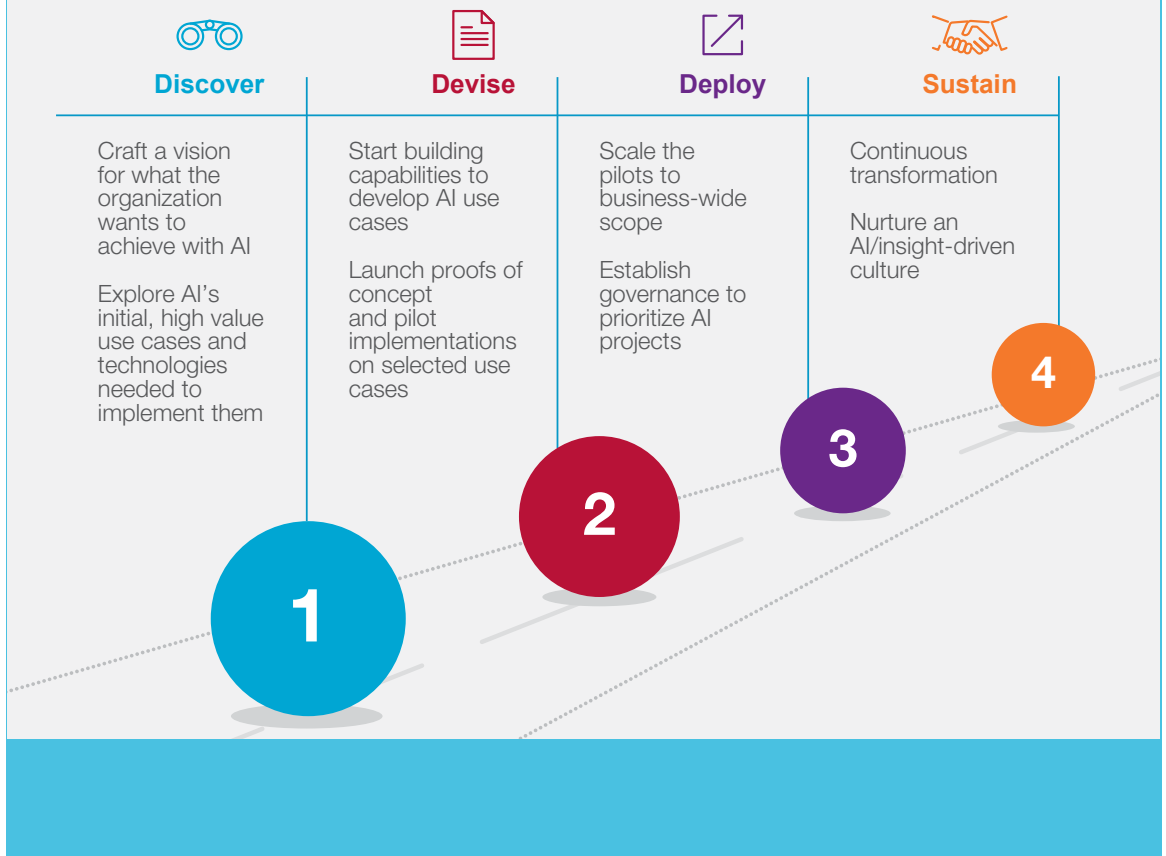 Discover
Devise
Deploy
Sustain
Craft a vision
for what the
organization
wants to
achieve with AI
Explore AI’s
initial, high value
use cases and
technologies
needed to
implement them
Start building
capabilities to
develop AI use
cases
Launch proofs of
concept
and pilot
implementations
on selected use
cases
Scale the
pilots to
business-wide
scope
Establish
governance to
prioritize AI
projects
Continuous
transformation
Nurture an
AI/insight-driven
culture
1
2
3
4